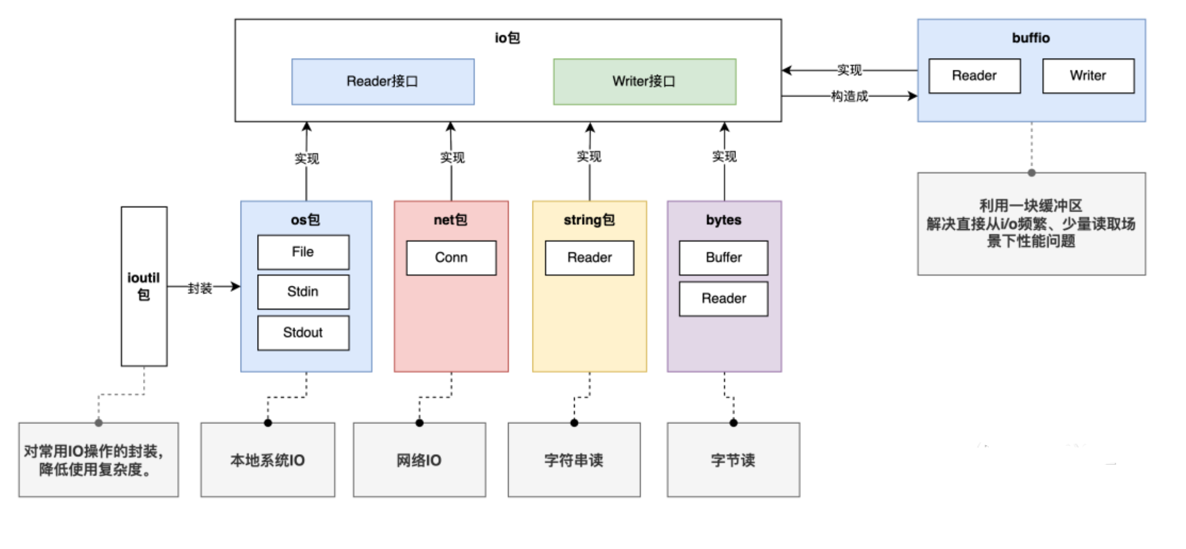 io包
Reader接口
Writer接口
buffio
Reader
Writer
实现
构造成
实现
实现
实现
实现
利用一块缓冲区
解决直接从i/o频繁、少量读取场
景下性能问题
ioutil
包
封装
os包
File
Stdin
Stdout
net包
Conn
string包
Reader
bytes
Buffer
Reader
对常用IO操作的封装，
降低使用复杂度。
本地系统IO
网络IO
字符串读
字节读